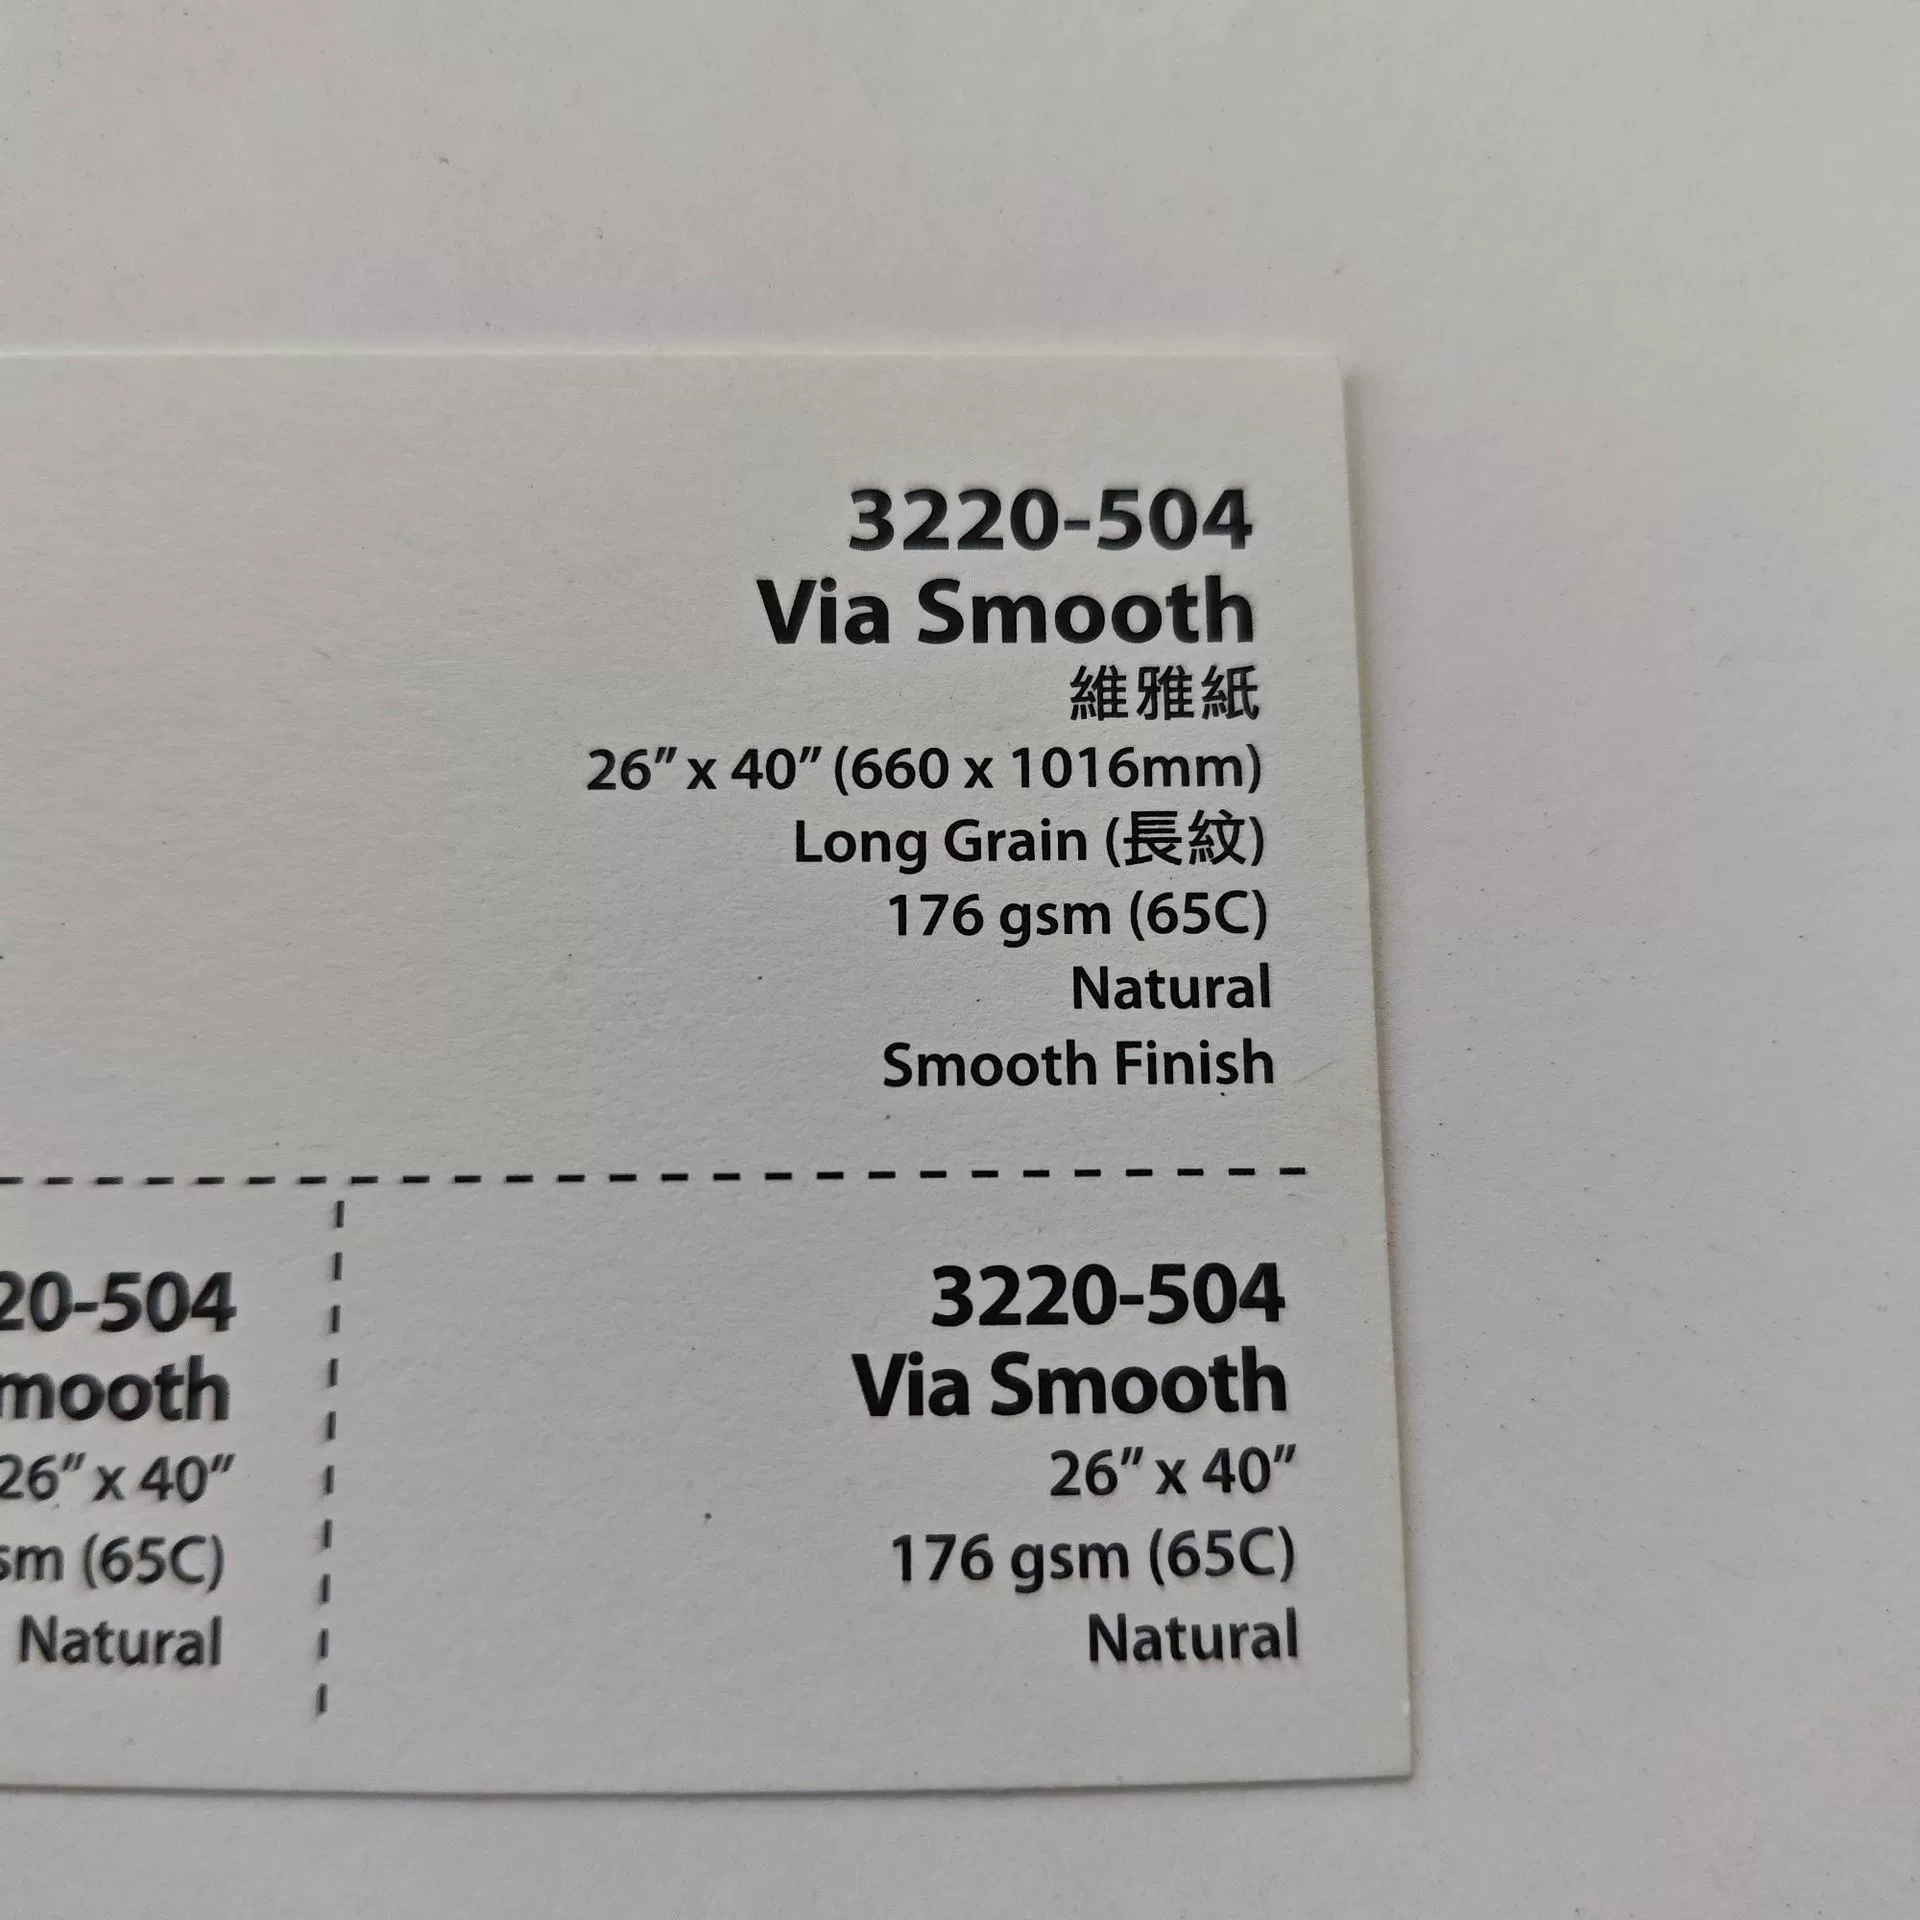 3220-504
Via Smooth
維雅紙
26” x 40” (660 x 1016mm)
Long Grain (長紋)
176 gsm (65C)
Natural
Smooth Finish
20-504
mooth
26” x 40”
sm (65C)
Natural
3220-504
Via Smooth
26” x 40”
176 gsm (65C)
Natural